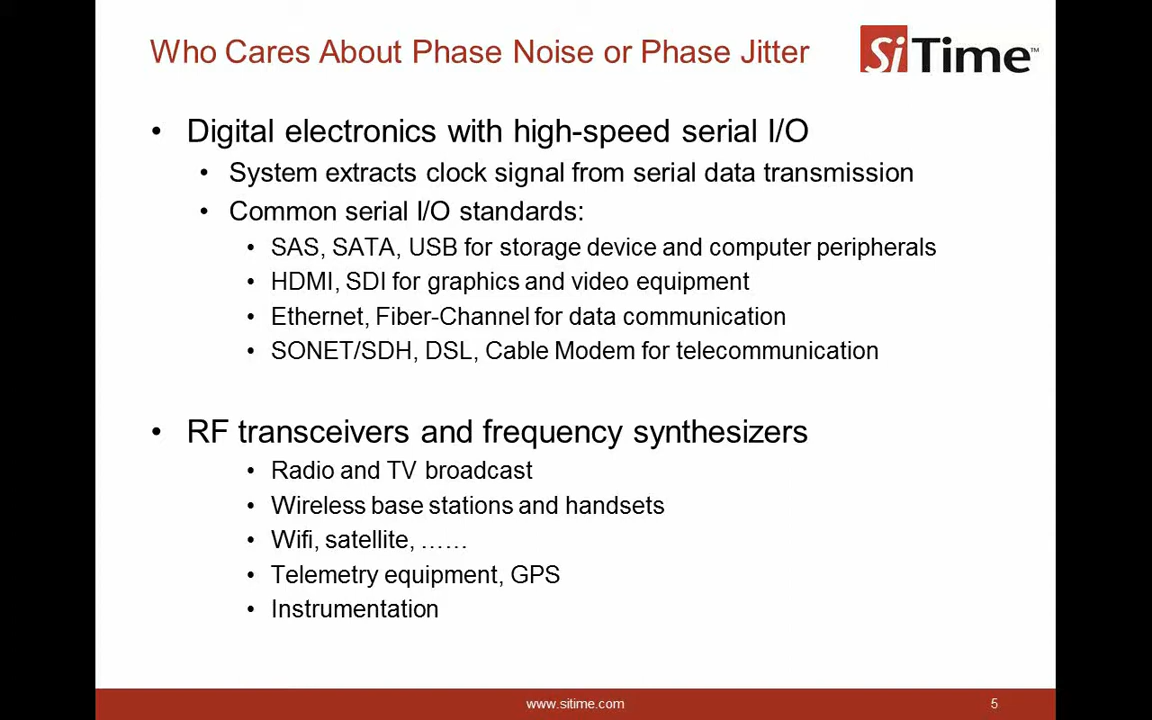 Who Cares About Phase Noise or Phase Jitter
SiTime™
• Digital electronics with high-speed serial I/O
• System extracts clock signal from serial data transmission
• Common serial I/O standards:
• SAS, SATA, USB for storage device and computer peripherals
• HDMI, SDI for graphics and video equipment
• Ethernet, Fiber-Channel for data communication
• SONET/SDH, DSL, Cable Modem for telecommunication
• RF transceivers and frequency synthesizers
• Radio and TV broadcast
• Wireless base stations and handsets
• Wifi, satellite, ……
• Telemetry equipment, GPS
• Instrumentation
www.sitime.com
5